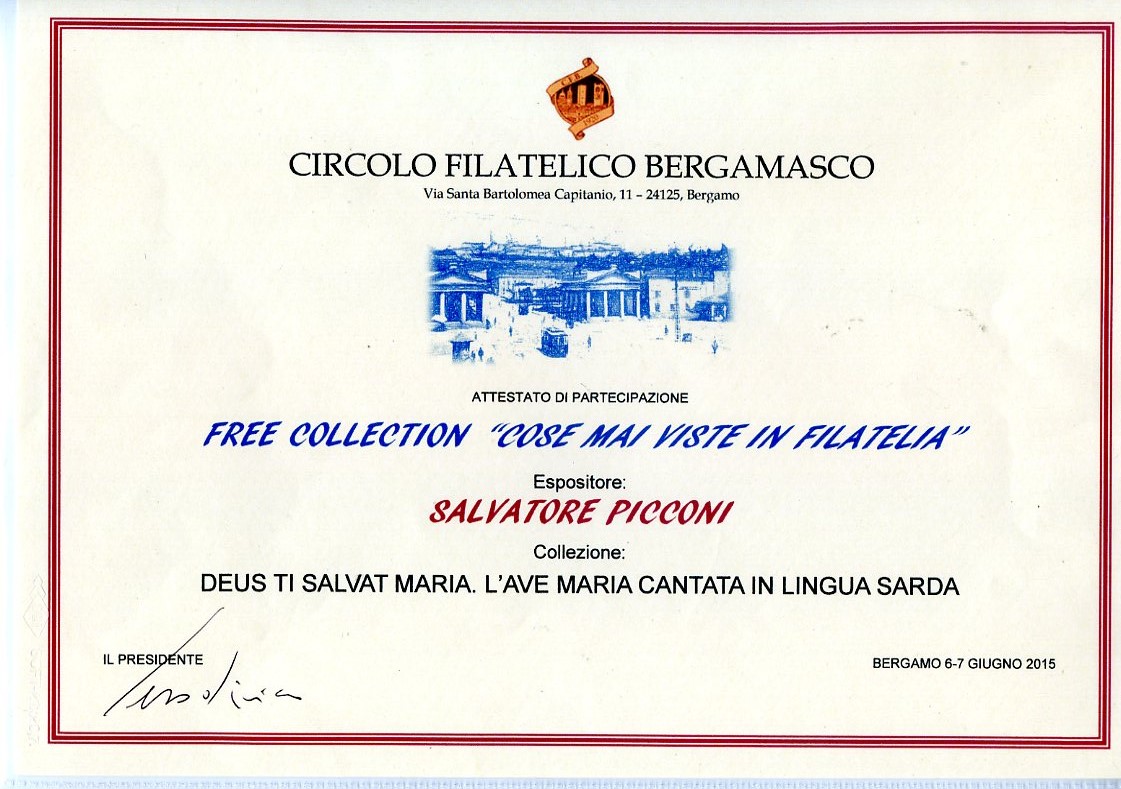 C.F.B.
1920
CIRCOLO FILATELICO BERGAMASCO
Via Santa Bartolomea Capitanio, 11 – 24125, Bergamo
ATTESTATO DI PARTECIPAZIONE
FREE COLLECTION “COSE MAI VISTE IN FILATELIA”
Espositore:
SALVATORE PICCONI
Collezione:
DEUS TI SALVAT MARIA. L’AVE MARIA CANTATA IN LINGUA SARDA
IL PRESIDENTE
BERGAMO 6-7 GIUGNO 2015